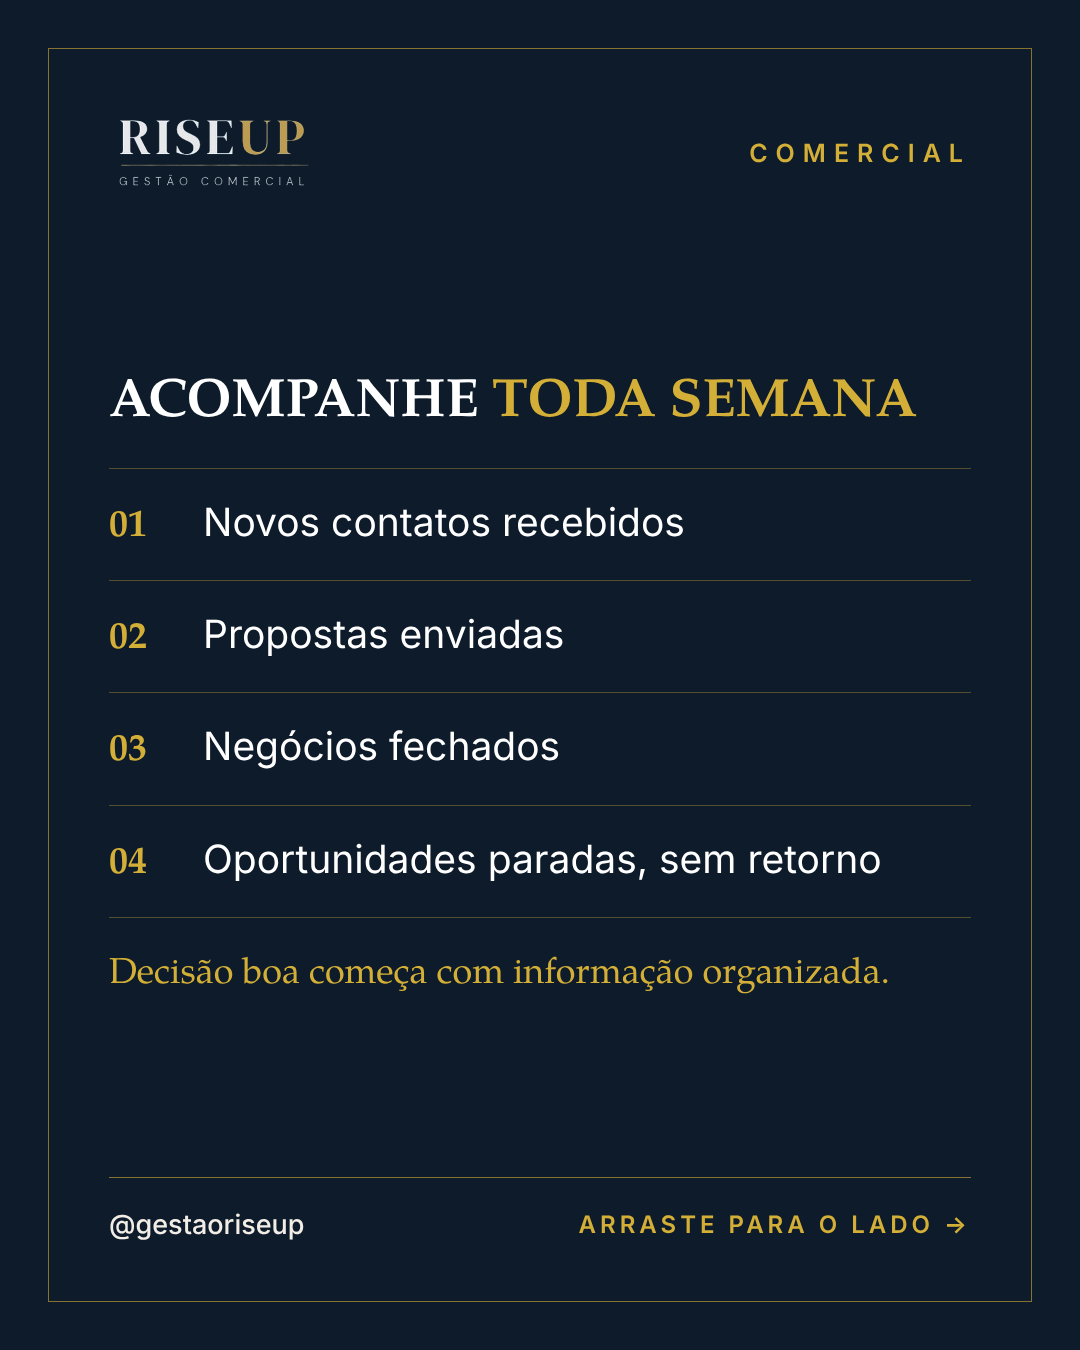 RISEUP
GESTÃO COMERCIAL
COMERCIAL
ACOMPANHE TODA SEMANA
01 Novos contatos recebidos
02 Propostas enviadas
03 Negócios fechados
04 Oportunidades paradas, sem retorno
Decisão boa começa com informação organizada.
@gestaoriseup
ARRASTE PARA O LADO →